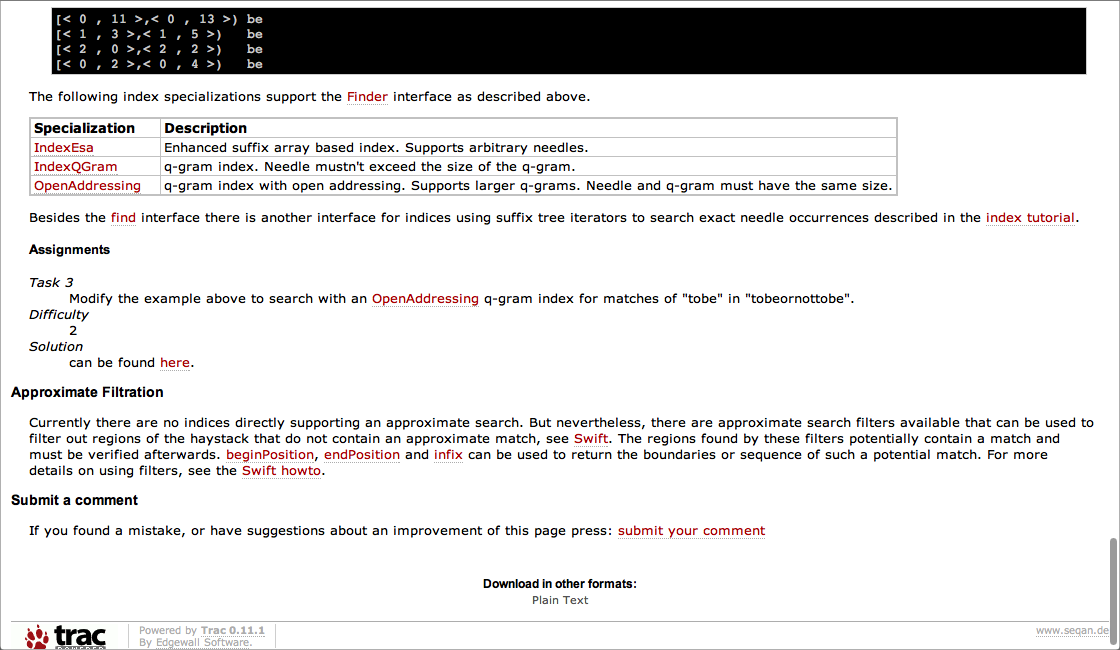 [< 0 , 11 >,< 0 , 13 >) be
[< 1 , 3 >,< 1 , 5 >)   be
[< 2 , 0 >,< 2 , 2 >)   be
[< 0 , 2 >,< 0 , 4 >)   be
The following index specializations support the Finder interface as described above.
Specialization Description
IndexEsa Enhanced suffix array based index. Supports arbitrary needles.
IndexQGram q-gram index. Needle mustn't exceed the size of the q-gram.
OpenAddressing q-gram index with open addressing. Supports larger q-grams. Needle and q-gram must have the same size.
Besides the find interface there is another interface for indices using suffix tree iterators to search exact needle occurrences described in the index tutorial.
Assignments
Task 3
Modify the example above to search with an OpenAddressing q-gram index for matches of "tobe" in "tobeornottobe".
Difficulty
2
Solution
can be found here.
Approximate Filtration
Currently there are no indices directly supporting an approximate search. But nevertheless, there are approximate search filters available that can be used to
filter out regions of the haystack that do not contain an approximate match, see Swift. The regions found by these filters potentially contain a match and
must be verified afterwards. beginPosition, endPosition and infix can be used to return the boundaries or sequence of such a potential match. For more
details on using filters, see the Swift howto.
Submit a comment
If you found a mistake, or have suggestions about an improvement of this page press: submit your comment
Download in other formats:
Plain Text
trac
POWERED
Powered by Trac 0.11.1
By Edgewall Software.
www.seqan.de